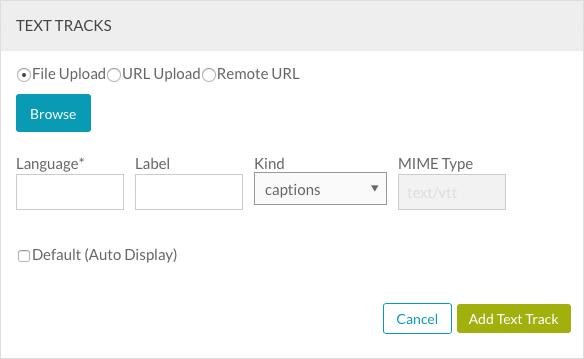 TEXT TRACKS
File Upload URL Upload Remote URL
Browse
Language* Label Kind MIME Type
captions text/vtt
Default (Auto Display)
Cancel Add Text Track